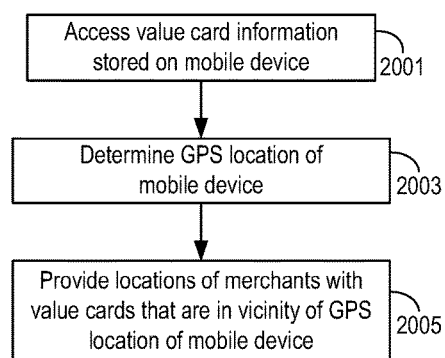 Access value card information
stored on mobile device
2001
Determine GPS location of
mobile device
2003
Provide locations of merchants with
value cards that are in vicinity of GPS
location of mobile device
2005